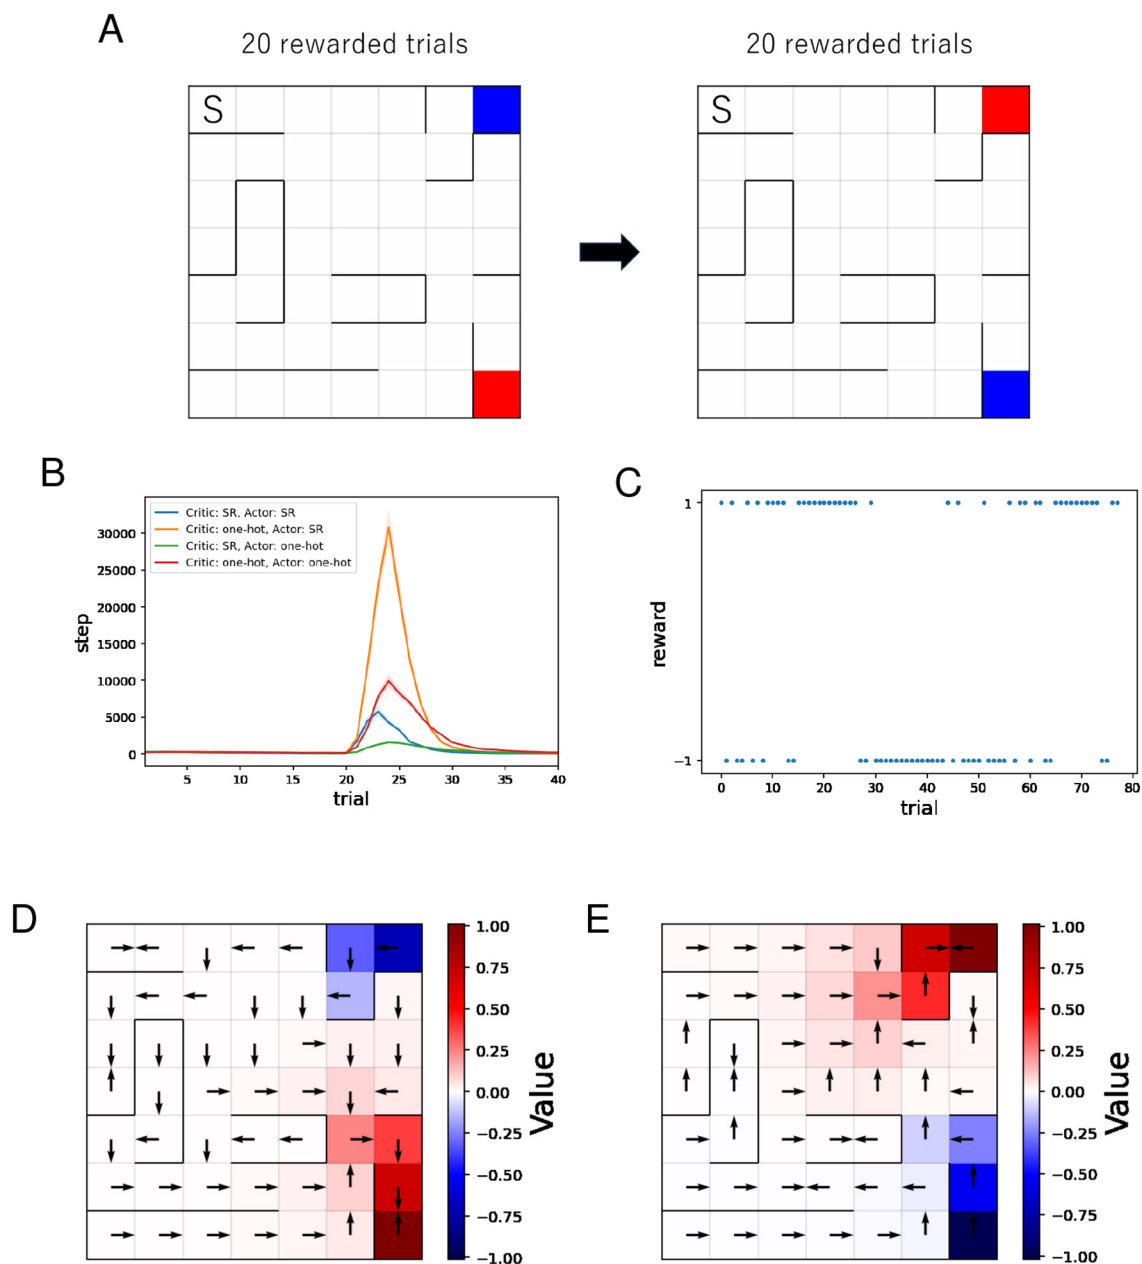 A
20 rewarded trials
20 rewarded trials
S
S
B
30000
25000
20000
15000
10000
5000
0
step
5
10
15
20
25
30
35
40
trial
Critic: SR, Actor: SR
Critic: one-hot, Actor: SR
Critic: SR, Actor: one-hot
Critic: one-hot, Actor: one-hot
C
1
−1
reward
0
10
20
30
40
50
60
70
80
trial
D
1.00
0.75
0.50
0.25
0.00
−0.25
−0.50
−0.75
−1.00
Value
E
1.00
0.75
0.50
0.25
0.00
−0.25
−0.50
−0.75
−1.00
Value